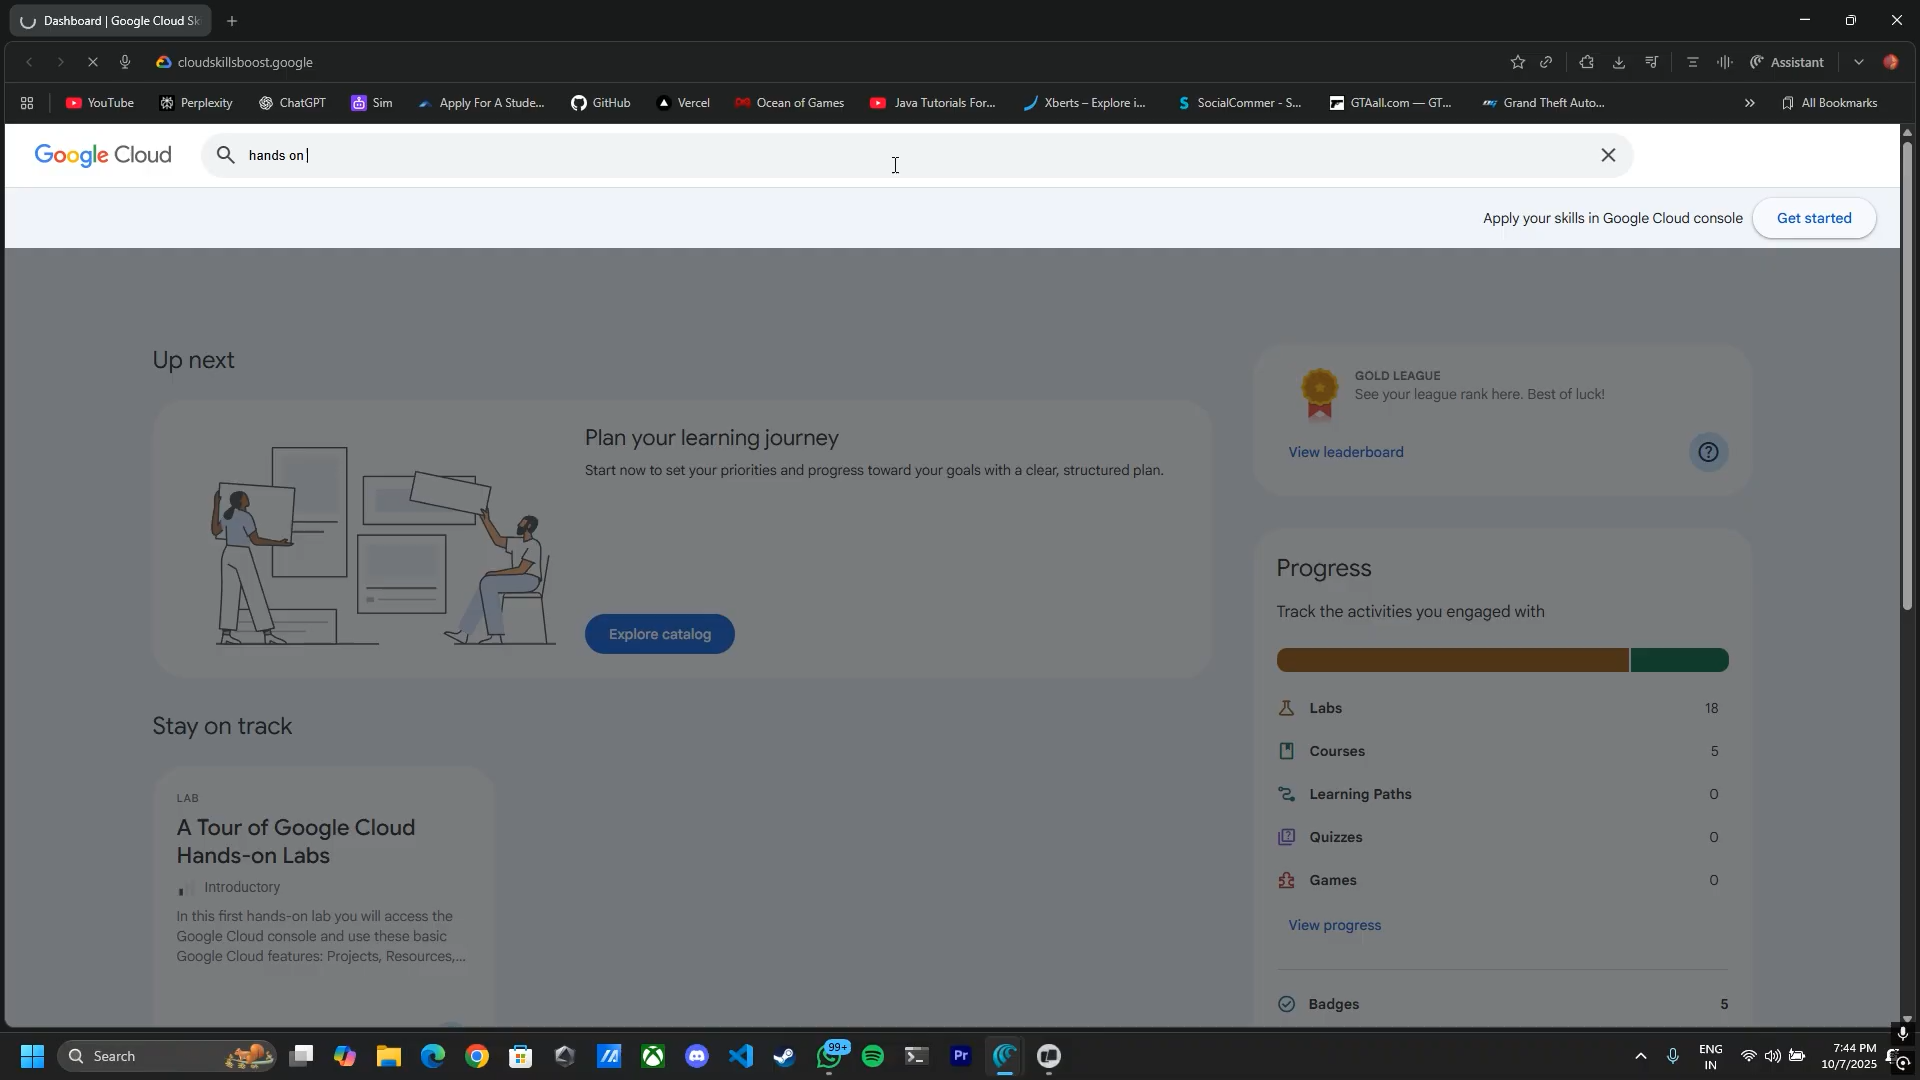 Dashboard | Google Cloud Sk
cloudskillsboost.google
Assistant
YouTube
Perplexity
ChatGPT
Sim
Apply For A Stude...
GitHub
Vercel
Ocean of Games
Java Tutorials For...
Xberts – Explore i...
SocialCommer - S...
GTAall.com — GT...
Grand Theft Auto...
»
All Bookmarks
Google Cloud
hands on
Apply your skills in Google Cloud console
Get started
Up next
Plan your learning journey
Start now to set your priorities and progress toward your goals with a clear, structured plan.
Explore catalog
GOLD LEAGUE
See your league rank here. Best of luck!
View leaderboard
Progress
Track the activities you engaged with
Labs 18
Courses 5
Learning Paths 0
Quizzes 0
Games 0
View progress
Badges 5
Stay on track
LAB
A Tour of Google Cloud
Hands-on Labs
Introductory
In this first hands-on lab you will access the
Google Cloud console and use these basic
Google Cloud features: Projects, Resources,...
Search
99+
Pr
ENG
IN
7:44 PM
10/7/2025